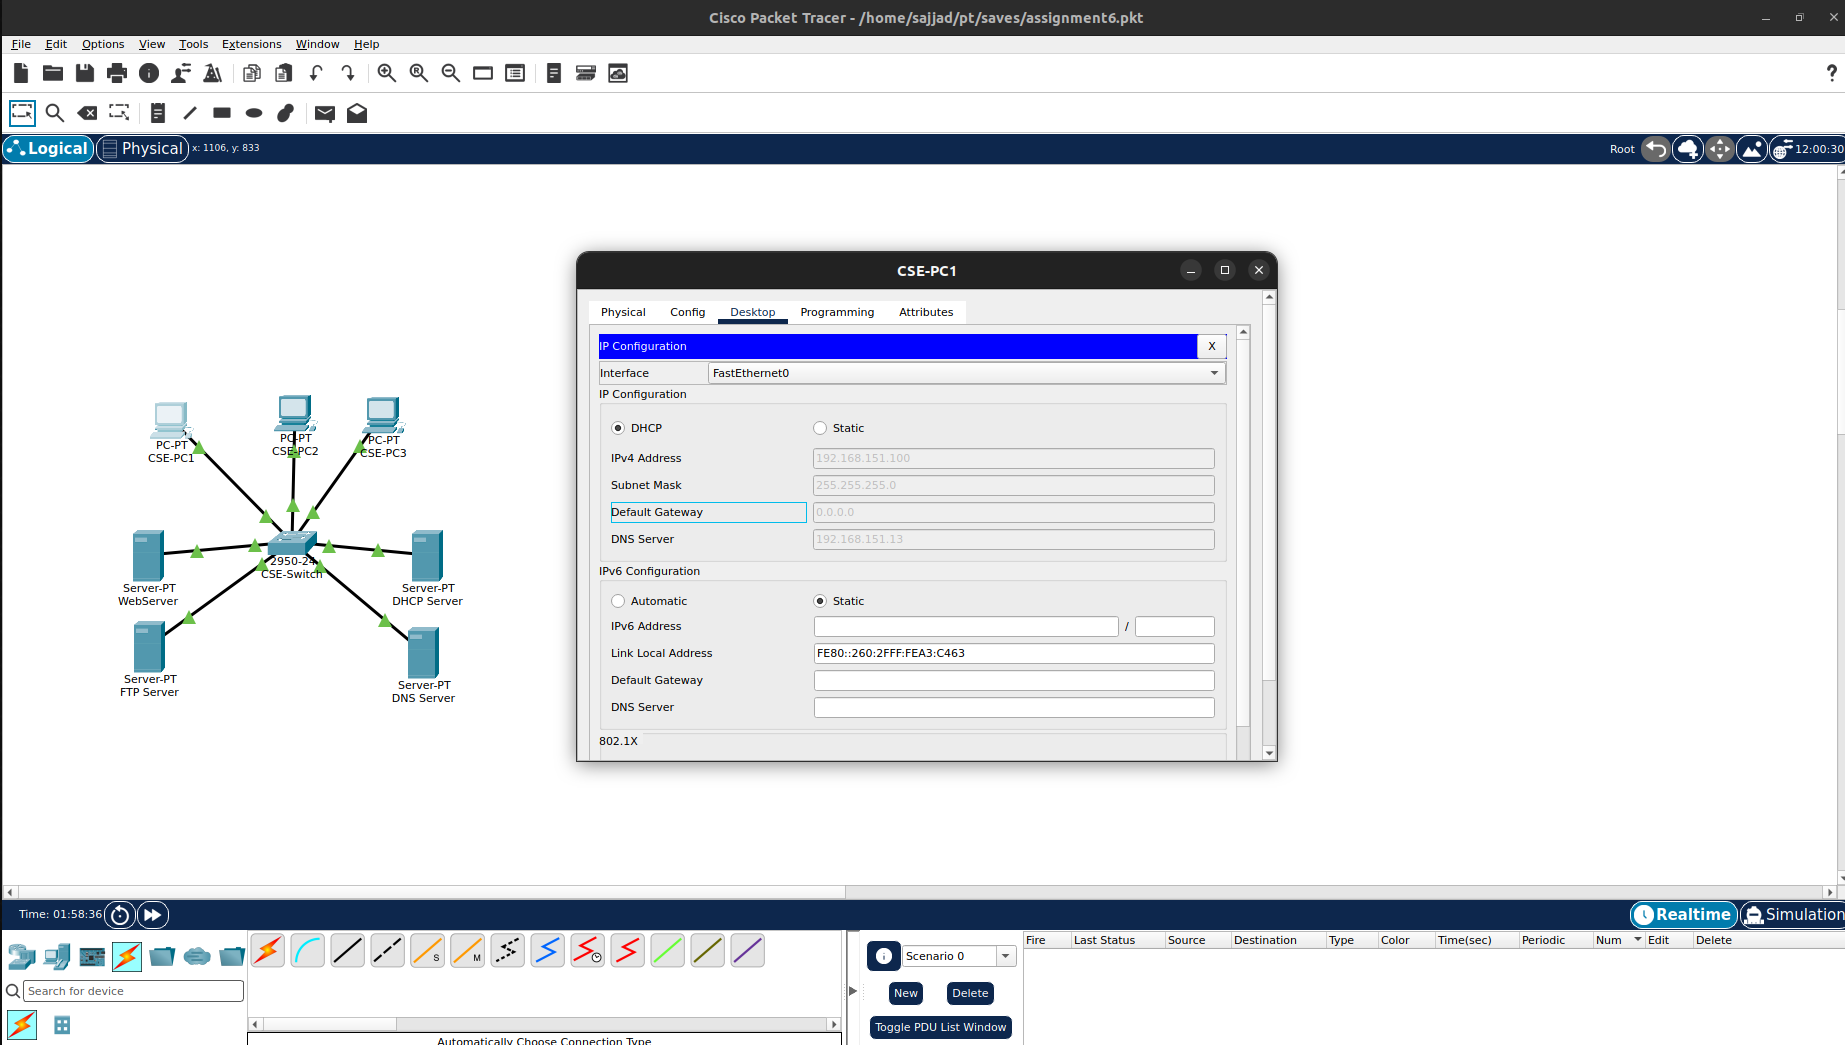 Cisco Packet Tracer - /home/sajjad/pt/saves/assignment6.pkt
File Edit Options View Tools Extensions Window Help
Logical Physical x: 1106, y: 833 Root 12:00:30
CSE-PC1
Physical Config Desktop Programming Attributes
IP Configuration X
Interface FastEthernet0
IP Configuration
DHCP Static
IPv4 Address 192.168.151.100
Subnet Mask 255.255.255.0
Default Gateway 0.0.0.0
DNS Server 192.168.151.13
IPv6 Configuration
Automatic Static
IPv6 Address /
Link Local Address FE80::260:2FFF:FEA3:C463
Default Gateway
DNS Server
802.1X
PC-PT
CSE-PC1
PC-PT
CSE-PC2
PC-PT
CSE-PC3
2950-24
CSE-Switch
Server-PT
WebServer
Server-PT
DHCP Server
Server-PT
FTP Server
Server-PT
DNS Server
Time: 01:58:36 Realtime Simulation
Search for device
S
M
Automatically Choose Connection Type
Scenario 0
New Delete
Toggle PDU List Window
Fire Last Status Source Destination Type Color Time(sec) Periodic Num Edit Delete